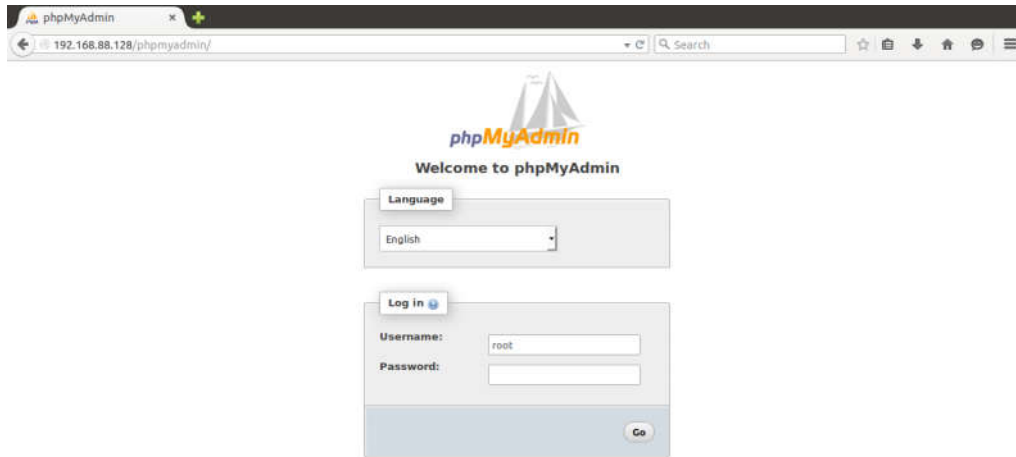 phpMyAdmin
192.168.88.128/phpmyadmin/
Search
phpMyAdmin
Welcome to phpMyAdmin
Language
English
Log in
Username:
root
Password:
Go